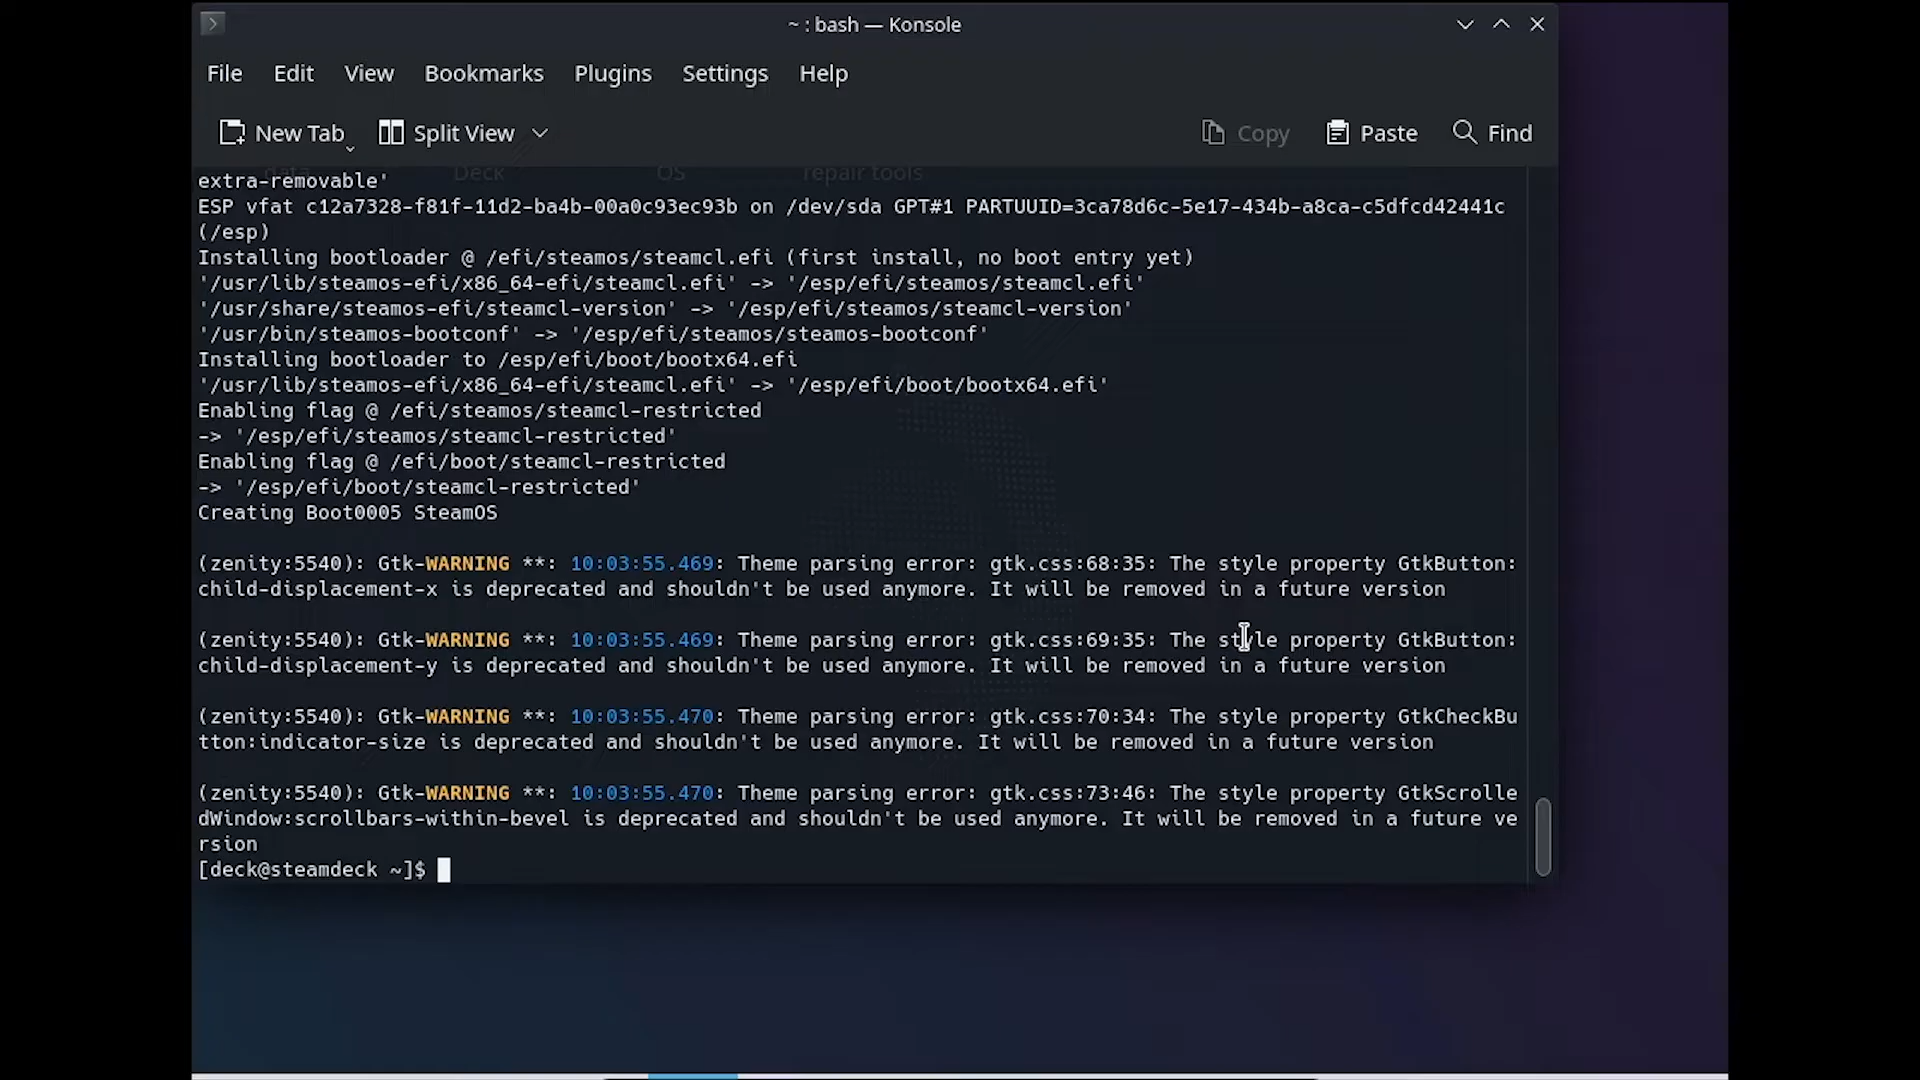 ~ : bash — Konsole
File Edit View Bookmarks Plugins Settings Help
New Tab Split View Copy Paste Find
data Deck OS repair tools
extra-removable'
ESP vfat c12a7328-f81f-11d2-ba4b-00a0c93ec93b on /dev/sda GPT#1 PARTUUID=3ca78d6c-5e17-434b-a8ca-c5dfcd42441c
(/esp)
Installing bootloader @ /efi/steamos/steamcl.efi (first install, no boot entry yet)
'/usr/lib/steamos-efi/x86_64-efi/steamcl.efi' -> '/esp/efi/steamos/steamcl.efi'
'/usr/share/steamos-efi/steamcl-version' -> '/esp/efi/steamos/steamcl-version'
'/usr/bin/steamos-bootconf' -> '/esp/efi/steamos/steamos-bootconf'
Installing bootloader to /esp/efi/boot/bootx64.efi
'/usr/lib/steamos-efi/x86_64-efi/steamcl.efi' -> '/esp/efi/boot/bootx64.efi'
Enabling flag @ /efi/steamos/steamcl-restricted
-> '/esp/efi/steamos/steamcl-restricted'
Enabling flag @ /efi/boot/steamcl-restricted
-> '/esp/efi/boot/steamcl-restricted'
Creating Boot0005 SteamOS
(zenity:5540): Gtk-WARNING **: 10:03:55.469: Theme parsing error: gtk.css:68:35: The style property GtkButton:
child-displacement-x is deprecated and shouldn't be used anymore. It will be removed in a future version
(zenity:5540): Gtk-WARNING **: 10:03:55.469: Theme parsing error: gtk.css:69:35: The style property GtkButton:
child-displacement-y is deprecated and shouldn't be used anymore. It will be removed in a future version
(zenity:5540): Gtk-WARNING **: 10:03:55.470: Theme parsing error: gtk.css:70:34: The style property GtkCheckBu
tton:indicator-size is deprecated and shouldn't be used anymore. It will be removed in a future version
(zenity:5540): Gtk-WARNING **: 10:03:55.470: Theme parsing error: gtk.css:73:46: The style property GtkScrolle
dWindow:scrollbars-within-bevel is deprecated and shouldn't be used anymore. It will be removed in a future ve
rsion
[deck@steamdeck ~]$